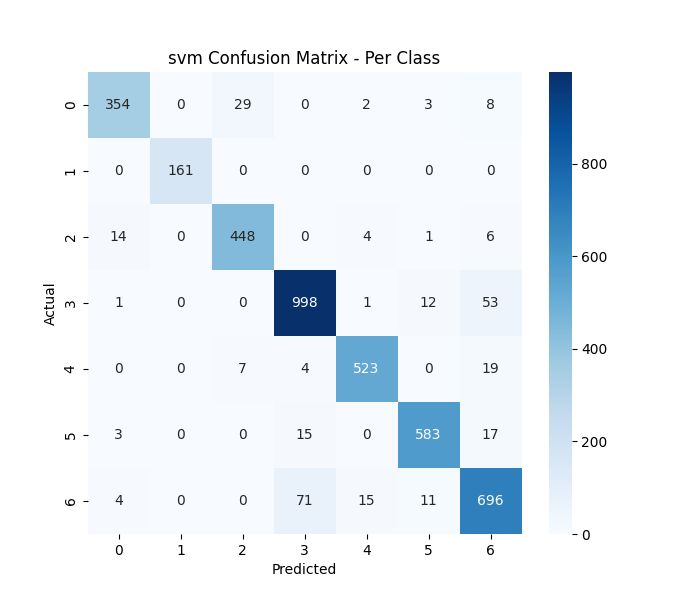 svm Confusion Matrix - Per Class
0 354 0 29 0 2 3 8
1 0 161 0 0 0 0 0
2 14 0 448 0 4 1 6
3 1 0 0 998 1 12 53
4 0 0 7 4 523 0 19
5 3 0 0 15 0 583 17
6 4 0 0 71 15 11 696
0 1 2 3 4 5 6
Predicted
Actual
800
600
400
200
0